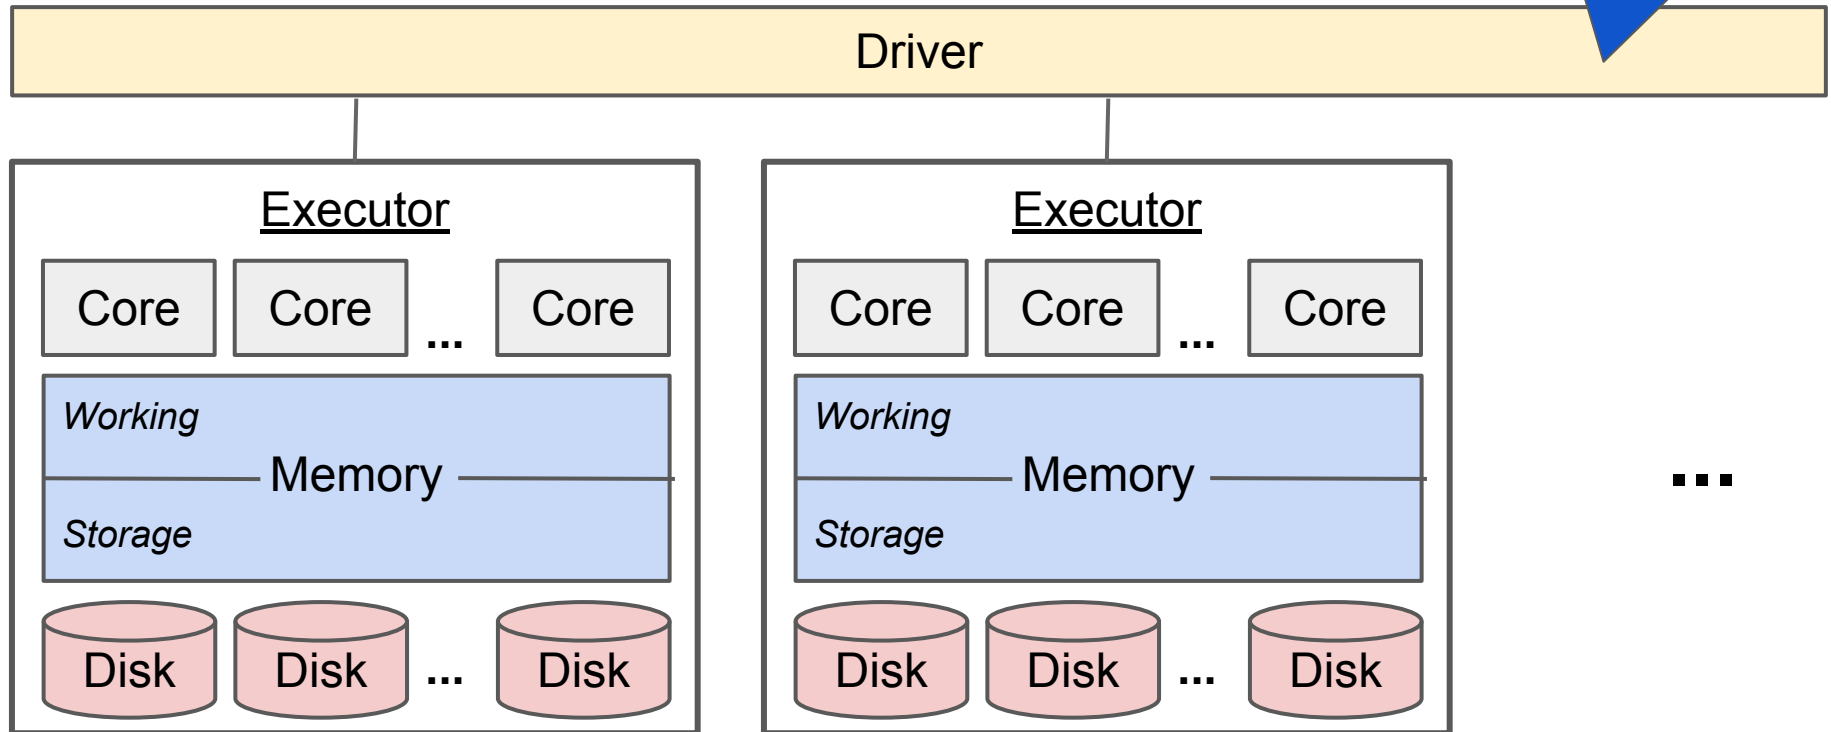 Driver
Executor
Core Core ... Core
Working
Memory
Storage
Disk Disk ... Disk
Executor
Core Core ... Core
Working
Memory
Storage
Disk Disk ... Disk
...